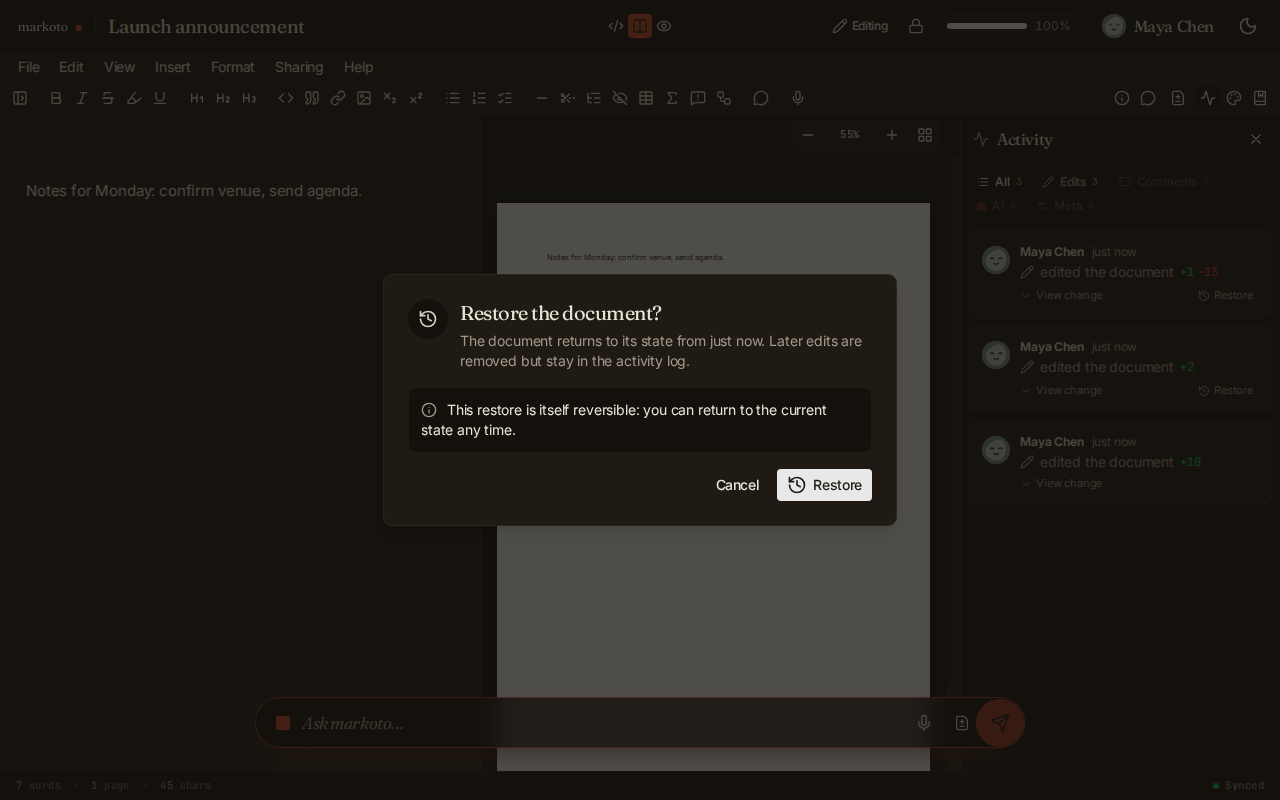 markoto
Launch announcement
Editing
100%
Maya Chen
File Edit View Insert Format Sharing Help
H1 H2 H3
55%
Activity
Notes for Monday: confirm venue, send agenda.
All 3 Edits 3 Comments 0
AI 0 Meta 0
Notes for Monday: confirm venue, send agenda.
Maya Chen just now
edited the document +1 -13
View change Restore
Maya Chen just now
edited the document +2
View change Restore
Maya Chen just now
edited the document +10
View change
Restore the document?
The document returns to its state from just now. Later edits are
removed but stay in the activity log.
This restore is itself reversible: you can return to the current
state any time.
Cancel Restore
Ask markoto...
7 words · 1 page · 45 chars
Synced